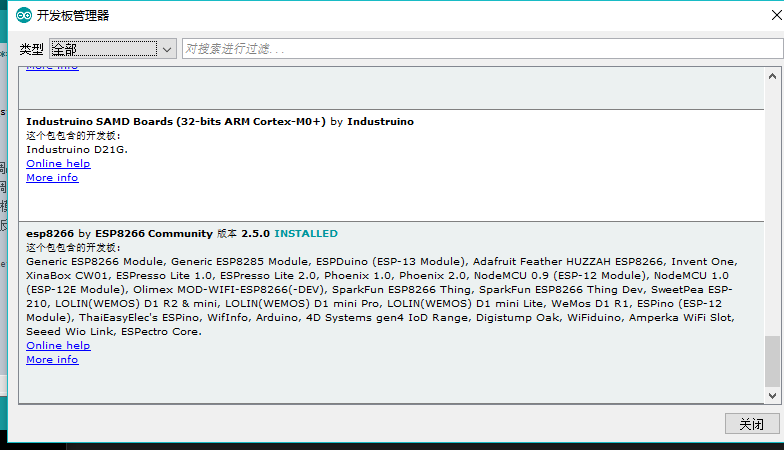 开发板管理器
类型 全部 对搜索进行过滤...
More info
Industruino SAMD Boards (32-bits ARM Cortex-M0+) by Industruino
这个包包含的开发板:
Industruino D21G.
Online help
More info
esp8266 by ESP8266 Community 版本 2.5.0 INSTALLED
这个包包含的开发板:
Generic ESP8266 Module, Generic ESP8285 Module, ESPDuino (ESP-13 Module), Adafruit Feather HUZZAH ESP8266, Invent One,
XinaBox CW01, ESPresso Lite 1.0, ESPresso Lite 2.0, Phoenix 1.0, Phoenix 2.0, NodeMCU 0.9 (ESP-12 Module), NodeMCU 1.0
(ESP-12E Module), Olimex MOD-WIFI-ESP8266(-DEV), SparkFun ESP8266 Thing, SparkFun ESP8266 Thing Dev, SweetPea ESP-
210, LOLIN(WEMOS) D1 R2 & mini, LOLIN(WEMOS) D1 mini Pro, LOLIN(WEMOS) D1 mini Lite, WeMos D1 R1, ESPino (ESP-12
Module), ThaiEasyElec's ESPino, WifInfo, Arduino, 4D Systems gen4 IoD Range, Digistump Oak, WiFiduino, Amperka WiFi Slot,
Seeed Wio Link, ESPectro Core.
Online help
More info
关闭